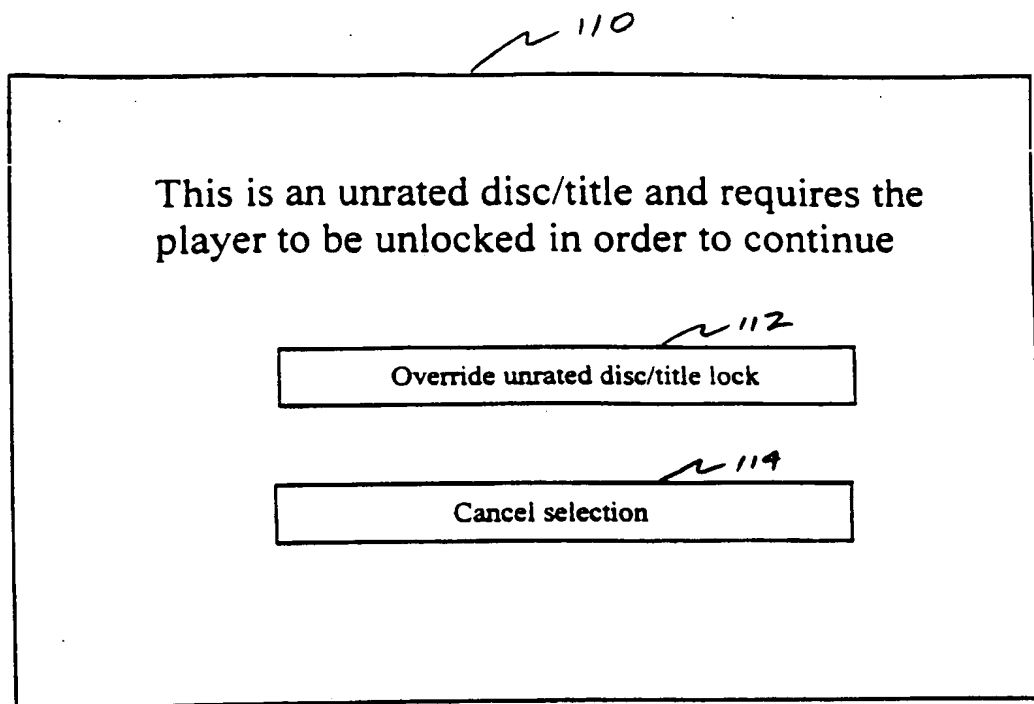 110
This is an unrated disc/title and requires the
player to be unlocked in order to continue
112
Override unrated disc/title lock
114
Cancel selection